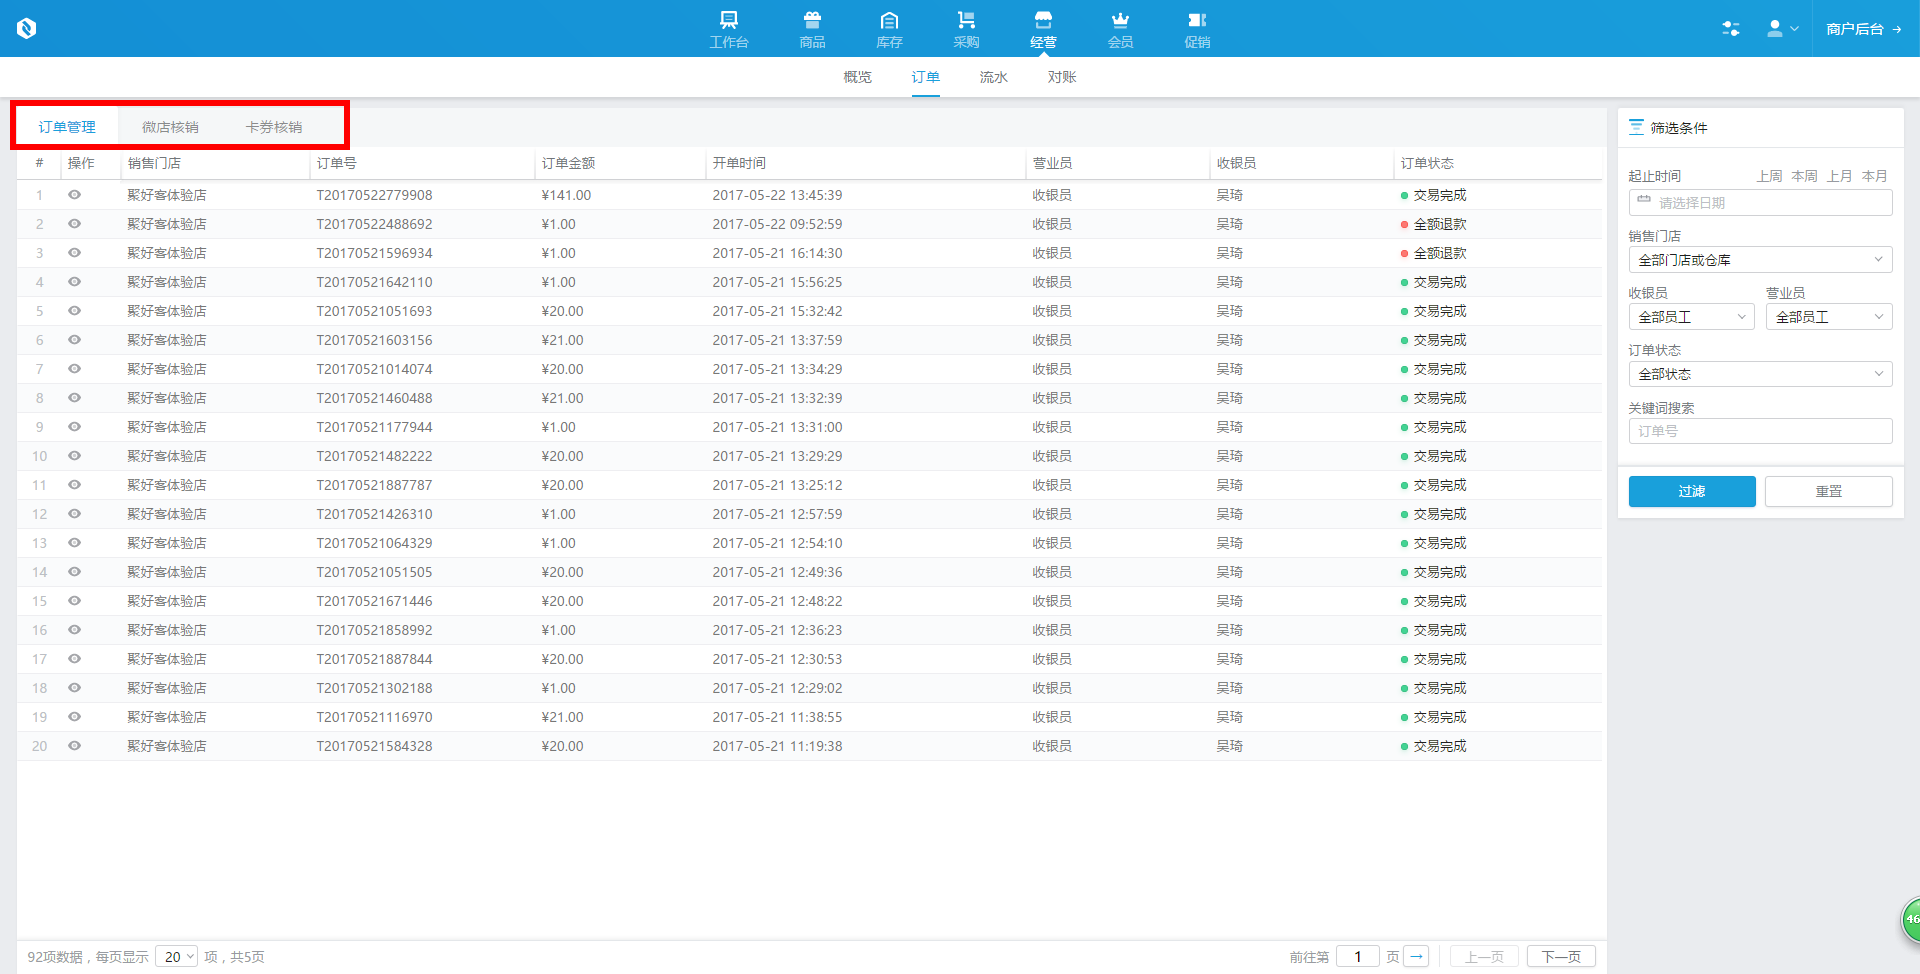 工作台 商品 库存 采购 经营 会员 促销 商户后台 →
概览 订单 流水 对账
订单管理 微店核销 卡券核销
# 操作 销售门店 订单号 订单金额 开单时间 营业员 收银员 订单状态
1 聚好客体验店 T20170522779908 ¥141.00 2017-05-22 13:45:39 收银员 吴琦 交易完成
2 聚好客体验店 T20170522488692 ¥1.00 2017-05-22 09:52:59 收银员 吴琦 全额退款
3 聚好客体验店 T20170521596934 ¥1.00 2017-05-21 16:14:30 收银员 吴琦 全额退款
4 聚好客体验店 T20170521642110 ¥1.00 2017-05-21 15:56:25 收银员 吴琦 交易完成
5 聚好客体验店 T20170521051693 ¥20.00 2017-05-21 15:32:42 收银员 吴琦 交易完成
6 聚好客体验店 T20170521603156 ¥21.00 2017-05-21 13:37:59 收银员 吴琦 交易完成
7 聚好客体验店 T20170521014074 ¥20.00 2017-05-21 13:34:29 收银员 吴琦 交易完成
8 聚好客体验店 T20170521460488 ¥21.00 2017-05-21 13:32:39 收银员 吴琦 交易完成
9 聚好客体验店 T20170521177944 ¥1.00 2017-05-21 13:31:00 收银员 吴琦 交易完成
10 聚好客体验店 T20170521482222 ¥20.00 2017-05-21 13:29:29 收银员 吴琦 交易完成
11 聚好客体验店 T20170521887787 ¥20.00 2017-05-21 13:25:12 收银员 吴琦 交易完成
12 聚好客体验店 T20170521426310 ¥1.00 2017-05-21 12:57:59 收银员 吴琦 交易完成
13 聚好客体验店 T20170521064329 ¥1.00 2017-05-21 12:54:10 收银员 吴琦 交易完成
14 聚好客体验店 T20170521051505 ¥20.00 2017-05-21 12:49:36 收银员 吴琦 交易完成
15 聚好客体验店 T20170521671446 ¥20.00 2017-05-21 12:48:22 收银员 吴琦 交易完成
16 聚好客体验店 T20170521858992 ¥1.00 2017-05-21 12:36:23 收银员 吴琦 交易完成
17 聚好客体验店 T20170521887844 ¥20.00 2017-05-21 12:30:53 收银员 吴琦 交易完成
18 聚好客体验店 T20170521302188 ¥1.00 2017-05-21 12:29:02 收银员 吴琦 交易完成
19 聚好客体验店 T20170521116970 ¥21.00 2017-05-21 11:38:55 收银员 吴琦 交易完成
20 聚好客体验店 T20170521584328 ¥20.00 2017-05-21 11:19:38 收银员 吴琦 交易完成
92项数据，每页显示 20 项，共5页 前往第 1 页 → 上一页 下一页
筛选条件
起止时间 上周 本周 上月 本月
请选择日期
销售门店
全部门店或仓库
收银员 营业员
全部员工 全部员工
订单状态
全部状态
关键词搜索
订单号
过滤 重置
46